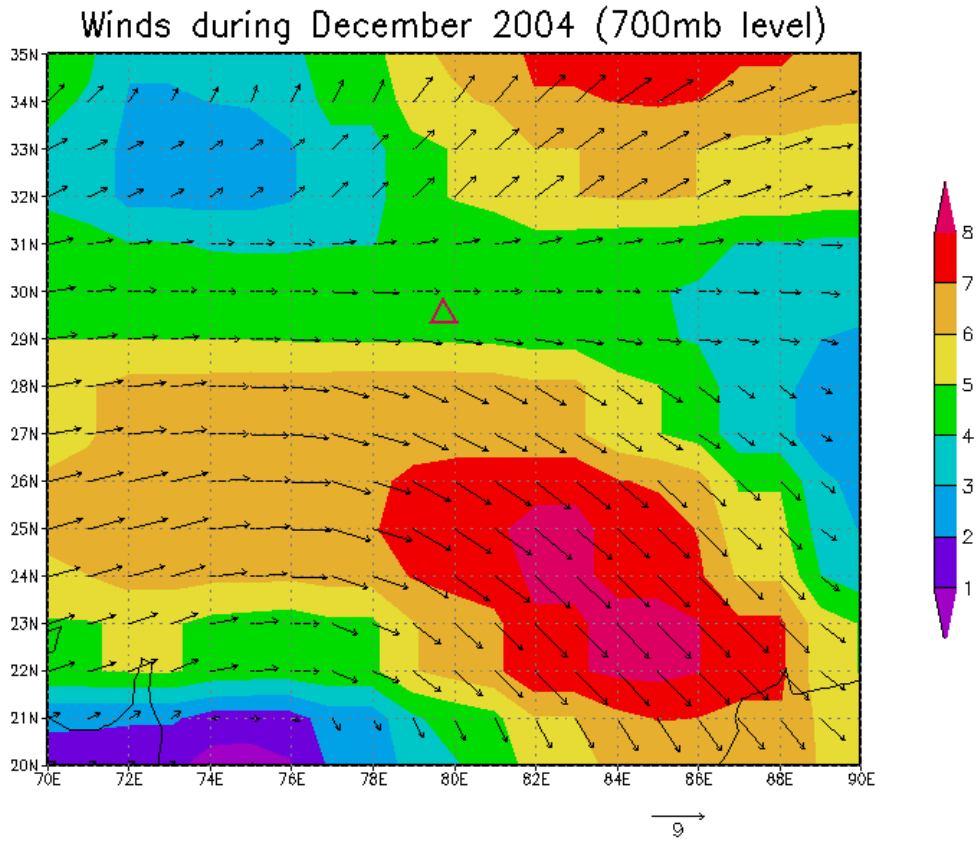 Winds during December 2004 (700mb level)
35N
34N
33N
32N
31N
30N
29N
28N
27N
26N
25N
24N
23N
22N
21N
20N
70E 72E 74E 76E 78E 80E 82E 84E 86E 88E 90E
8
7
6
5
4
3
2
1
9